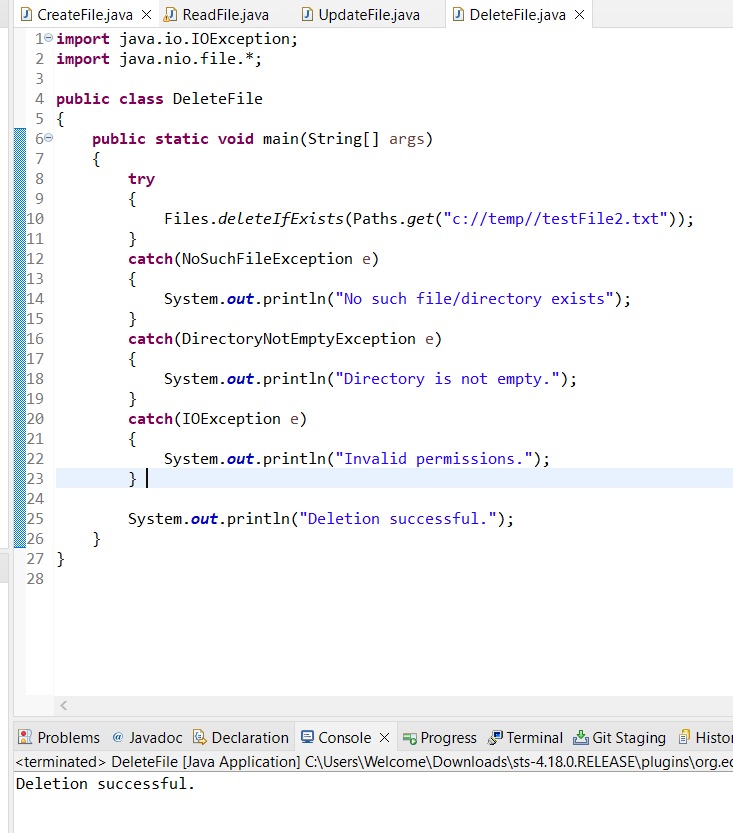 CreateFile.java ReadFile.java UpdateFile.java DeleteFile.java
1 import java.io.IOException;
2 import java.nio.file.*;
3
4 public class DeleteFile
5 {
6 public static void main(String[] args)
7 {
8 try
9 {
10 Files.deleteIfExists(Paths.get("c://temp//testFile2.txt"));
11 }
12 catch(NoSuchFileException e)
13 {
14 System.out.println("No such file/directory exists");
15 }
16 catch(DirectoryNotEmptyException e)
17 {
18 System.out.println("Directory is not empty.");
19 }
20 catch(IOException e)
21 {
22 System.out.println("Invalid permissions.");
23 }
24
25 System.out.println("Deletion successful.");
26 }
27 }
28
Problems @ Javadoc Declaration Console Progress Terminal Git Staging Histor
<terminated> DeleteFile [Java Application] C:\Users\Welcome\Downloads\sts-4.18.0.RELEASE\plugins\org.ec
Deletion successful.